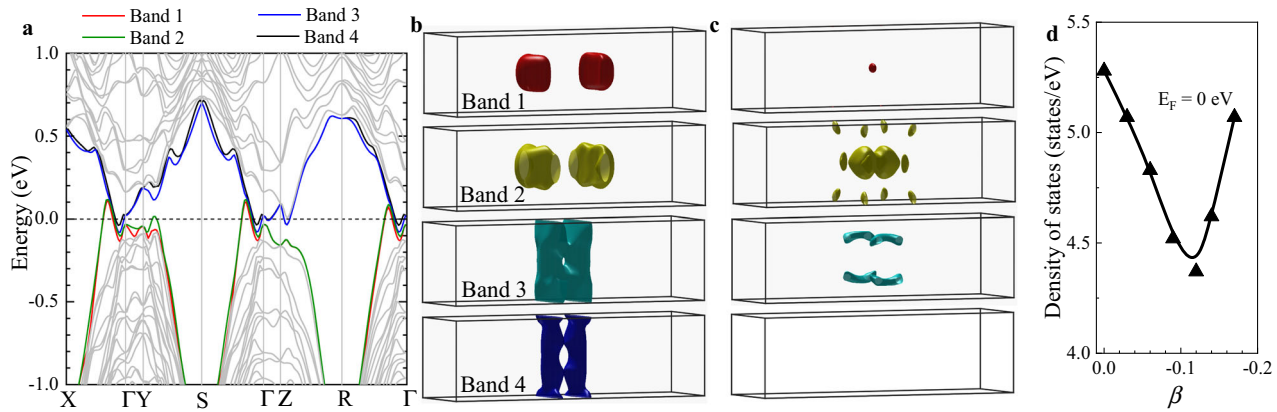 Band 1
Band 3
Band 2
Band 4
a
1.0
0.5
0.0
-0.5
-1.0
Energy (eV)
X
Γ
Y
S
Γ
Z
R
Γ
b
Band 1
Band 2
Band 3
Band 4
c
d
5.5
5.0
4.5
4.0
Density of states (states/eV)
E_F = 0 eV
0.0
-0.1
-0.2
β